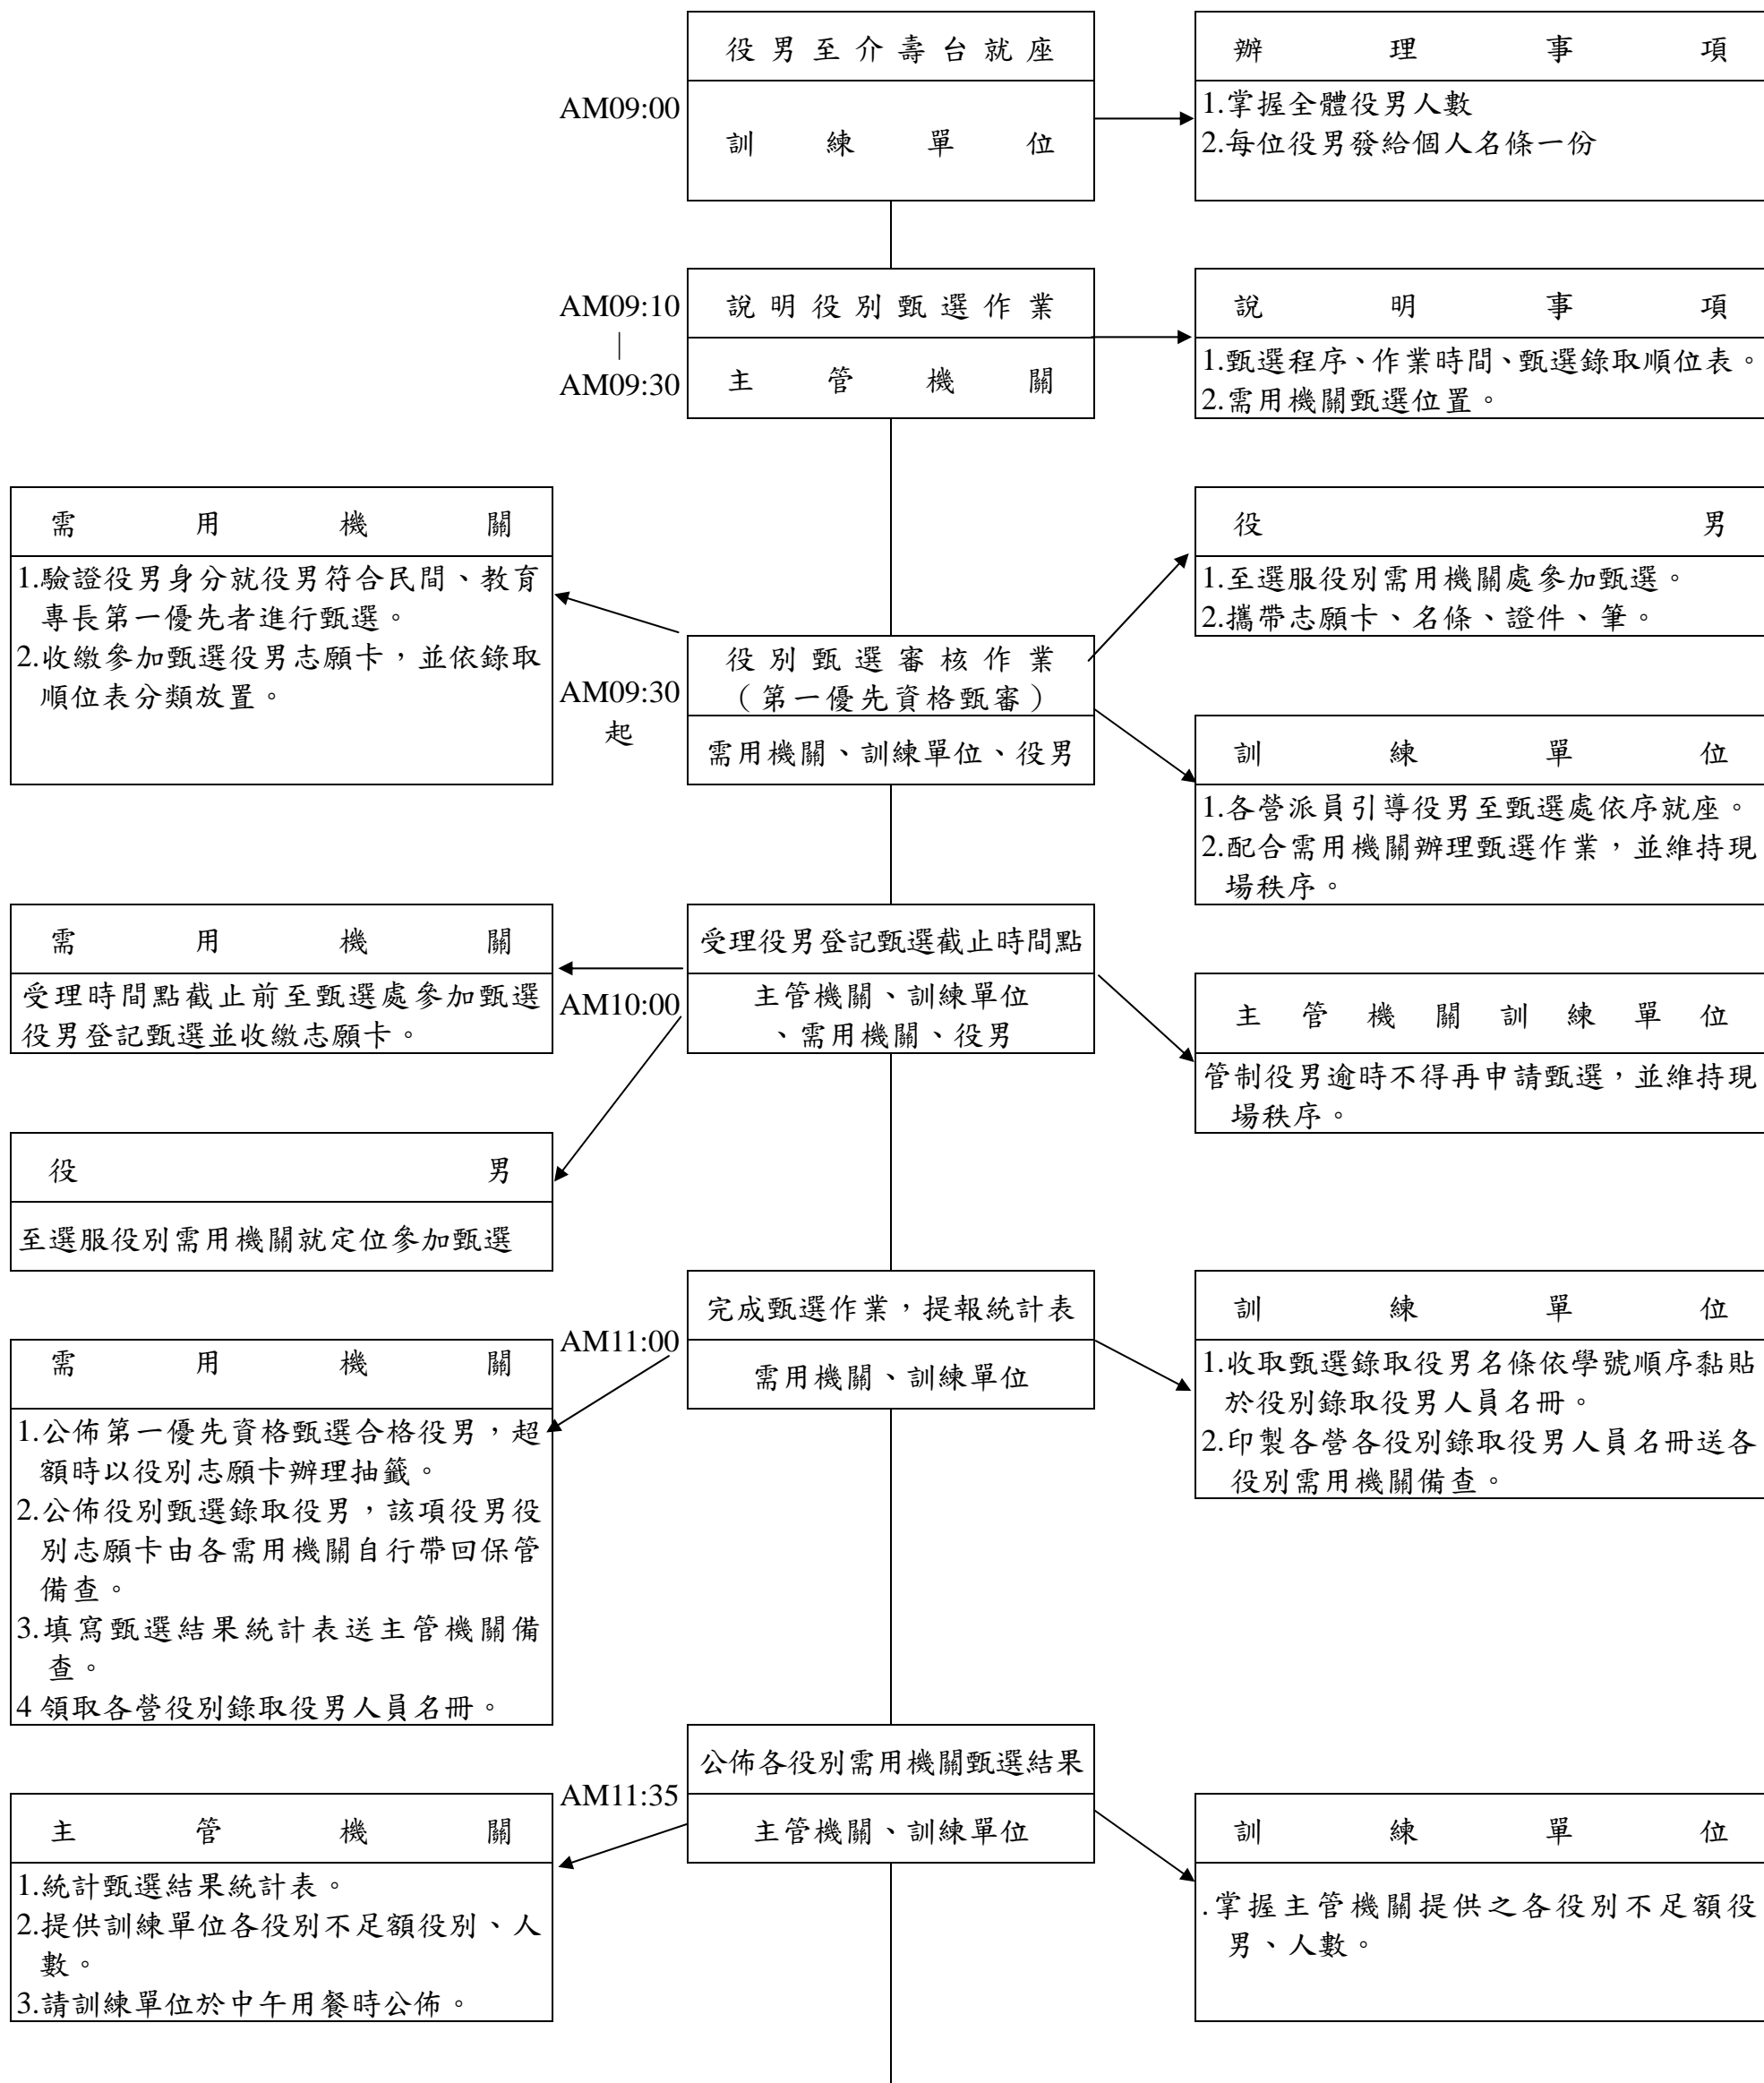 役男至介壽台就座
AM09:00
訓練單位
辦理事項
1.掌握全體役男人數
2.每位役男發給個人名條一份
AM09:10
|
AM09:30
說明役別甄選作業
主管機關
說明事項
1.甄選程序、作業時間、甄選錄取順位表。
2.需用機關甄選位置。
需用機關
1.驗證役男身分就役男符合民間、教育
專長第一優先者進行甄選。
2.收繳參加甄選役男志願卡，並依錄取
順位表分類放置。
AM09:30
起
役別甄選審核作業
（第一優先資格甄審）
需用機關、訓練單位、役男
役男
1.至選服役別需用機關處參加甄選。
2.攜帶志願卡、名條、證件、筆。
訓練單位
1.各營派員引導役男至甄選處依序就座。
2.配合需用機關辦理甄選作業，並維持現
場秩序。
需用機關
受理時間點截止前至甄選處參加甄選
役男登記甄選並收繳志願卡。
AM10:00
受理役男登記甄選截止時間點
主管機關、訓練單位
、需用機關、役男
主管機關訓練單位
管制役男逾時不得再申請甄選，並維持現
場秩序。
役男
至選服役別需用機關就定位參加甄選
AM11:00
完成甄選作業，提報統計表
需用機關、訓練單位
訓練單位
1.收取甄選錄取役男名條依學號順序黏貼
於役別錄取役男人員名冊。
2.印製各營各役別錄取役男人員名冊送各
役別需用機關備查。
需用機關
1.公佈第一優先資格甄選合格役男，超
額時以役別志願卡辦理抽籤。
2.公佈役別甄選錄取役男，該項役男役
別志願卡由各需用機關自行帶回保管
備查。
3.填寫甄選結果統計表送主管機關備
查。
4 領取各營役別錄取役男人員名冊。
AM11:35
公佈各役別需用機關甄選結果
主管機關、訓練單位
主管機關
1.統計甄選結果統計表。
2.提供訓練單位各役別不足額役別、人
數。
3.請訓練單位於中午用餐時公佈。
訓練單位
.掌握主管機關提供之各役別不足額役
男、人數。